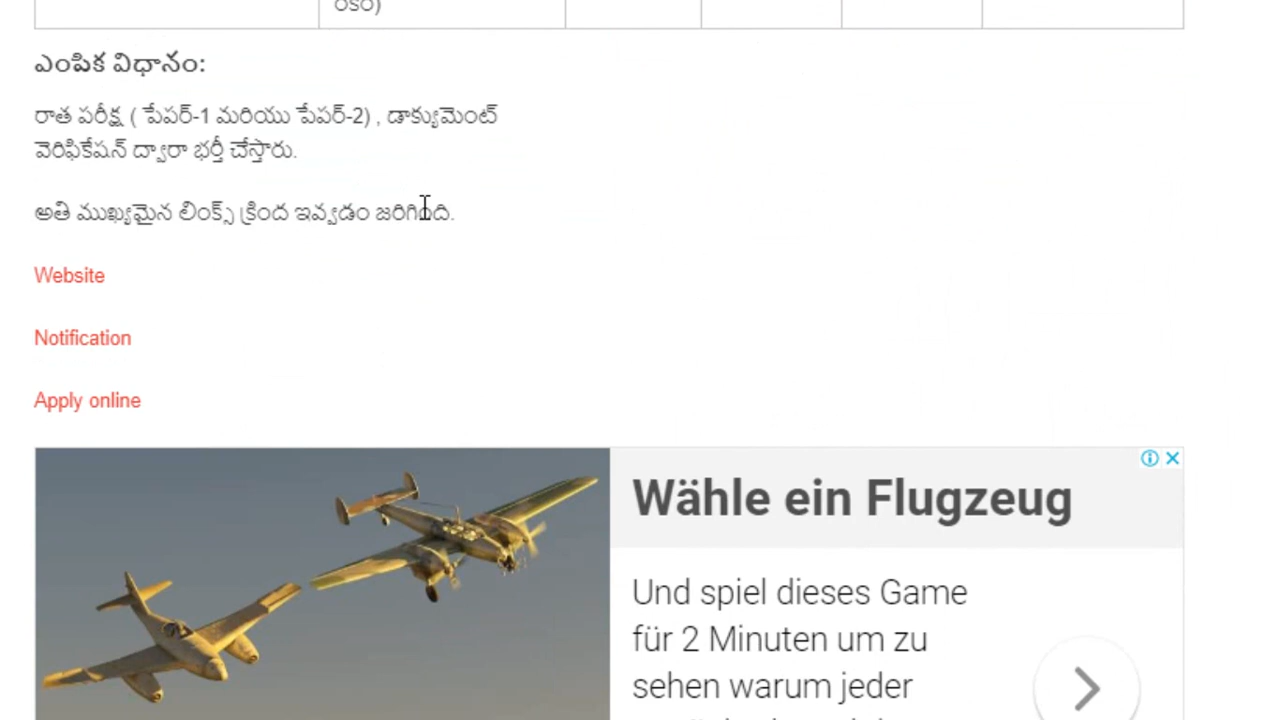 ఎంపిక విధానం:
రాత పరీక్ష ( పేపర్-1 మరియు పేపర్-2) , డాక్యుమెంట్
వెరిఫికేషన్ ద్వారా భర్తీ చేస్తారు.
అతి ముఖ్యమైన లింక్స్ క్రింద ఇవ్వడం జరిగింది.
Website
Notification
Apply online
Wähle ein Flugzeug
Und spiel dieses Game
für 2 Minuten um zu
sehen warum jeder